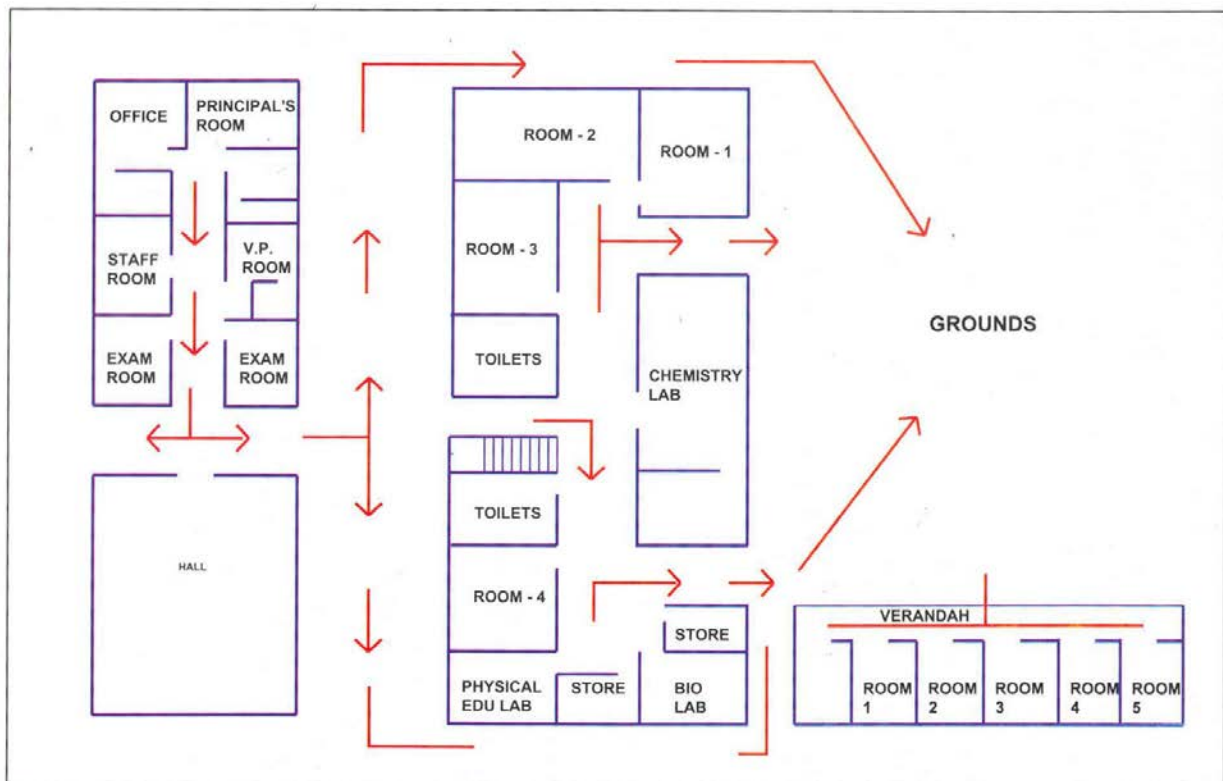 OFFICE
PRINCIPAL'S
ROOM
STAFF
ROOM
V.P.
ROOM
EXAM
ROOM
EXAM
ROOM
HALL
ROOM - 2
ROOM - 1
ROOM - 3
TOILETS
CHEMISTRY
LAB
TOILETS
ROOM - 4
STORE
PHYSICAL
EDU LAB
STORE
BIO
LAB
GROUNDS
VERANDAH
ROOM
1
ROOM
2
ROOM
3
ROOM
4
ROOM
5